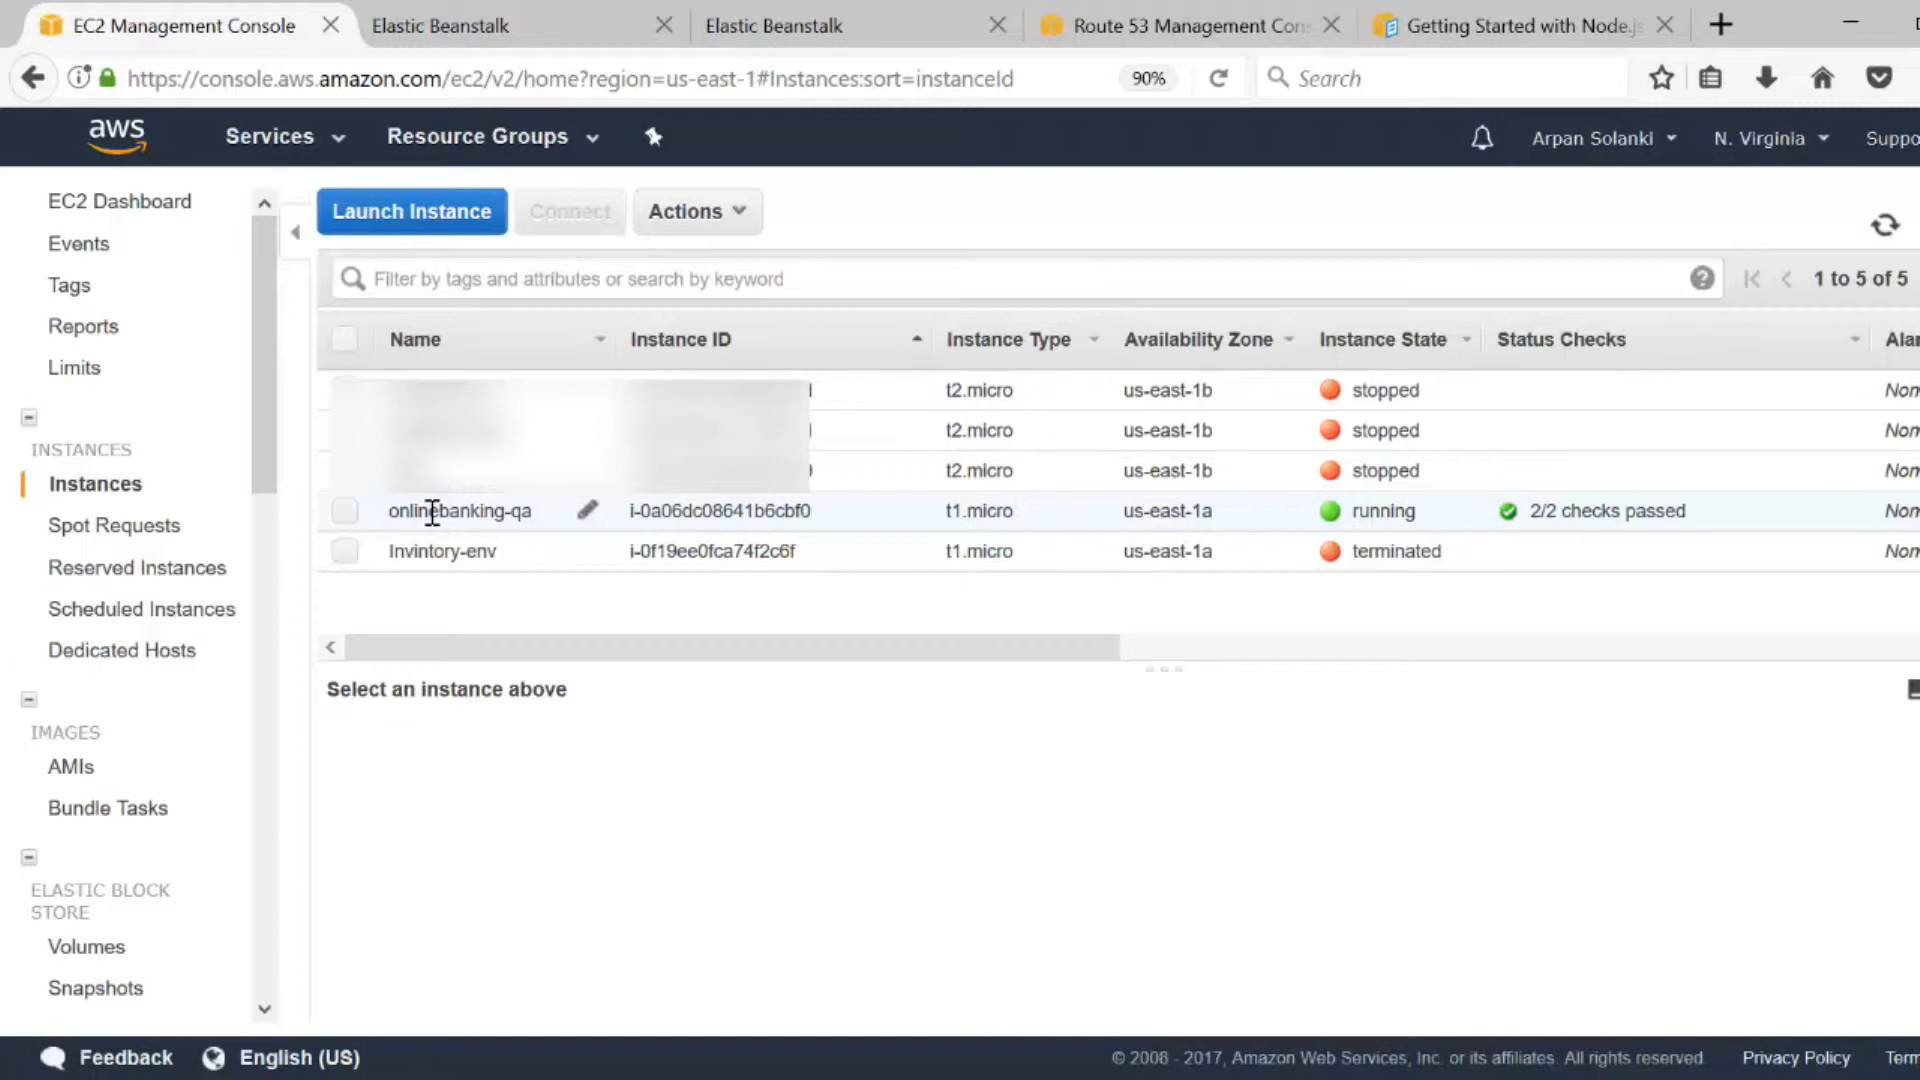 EC2 Management Console
Elastic Beanstalk
Elastic Beanstalk
Route 53 Management Con
Getting Started with Node.js
https://console.aws.amazon.com/ec2/v2/home?region=us-east-1#Instances:sort=instanceId
90%
Search
aws
Services
Resource Groups
Arpan Solanki
N. Virginia
Suppo
EC2 Dashboard
Events
Tags
Reports
Limits
INSTANCES
Instances
Spot Requests
Reserved Instances
Scheduled Instances
Dedicated Hosts
IMAGES
AMIs
Bundle Tasks
ELASTIC BLOCK
STORE
Volumes
Snapshots
Launch Instance
Connect
Actions
Filter by tags and attributes or search by keyword
1 to 5 of 5
Name Instance ID Instance Type Availability Zone Instance State Status Checks Alar
t2.micro us-east-1b stopped Non
t2.micro us-east-1b stopped Non
t2.micro us-east-1b stopped Non
onlinebanking-qa i-0a06dc08641b6cbf0 t1.micro us-east-1a running 2/2 checks passed Non
Invintory-env i-0f19ee0fca74f2c6f t1.micro us-east-1a terminated Non
Select an instance above
Feedback
English (US)
© 2008 - 2017, Amazon Web Services, Inc. or its affiliates. All rights reserved.
Privacy Policy
Term